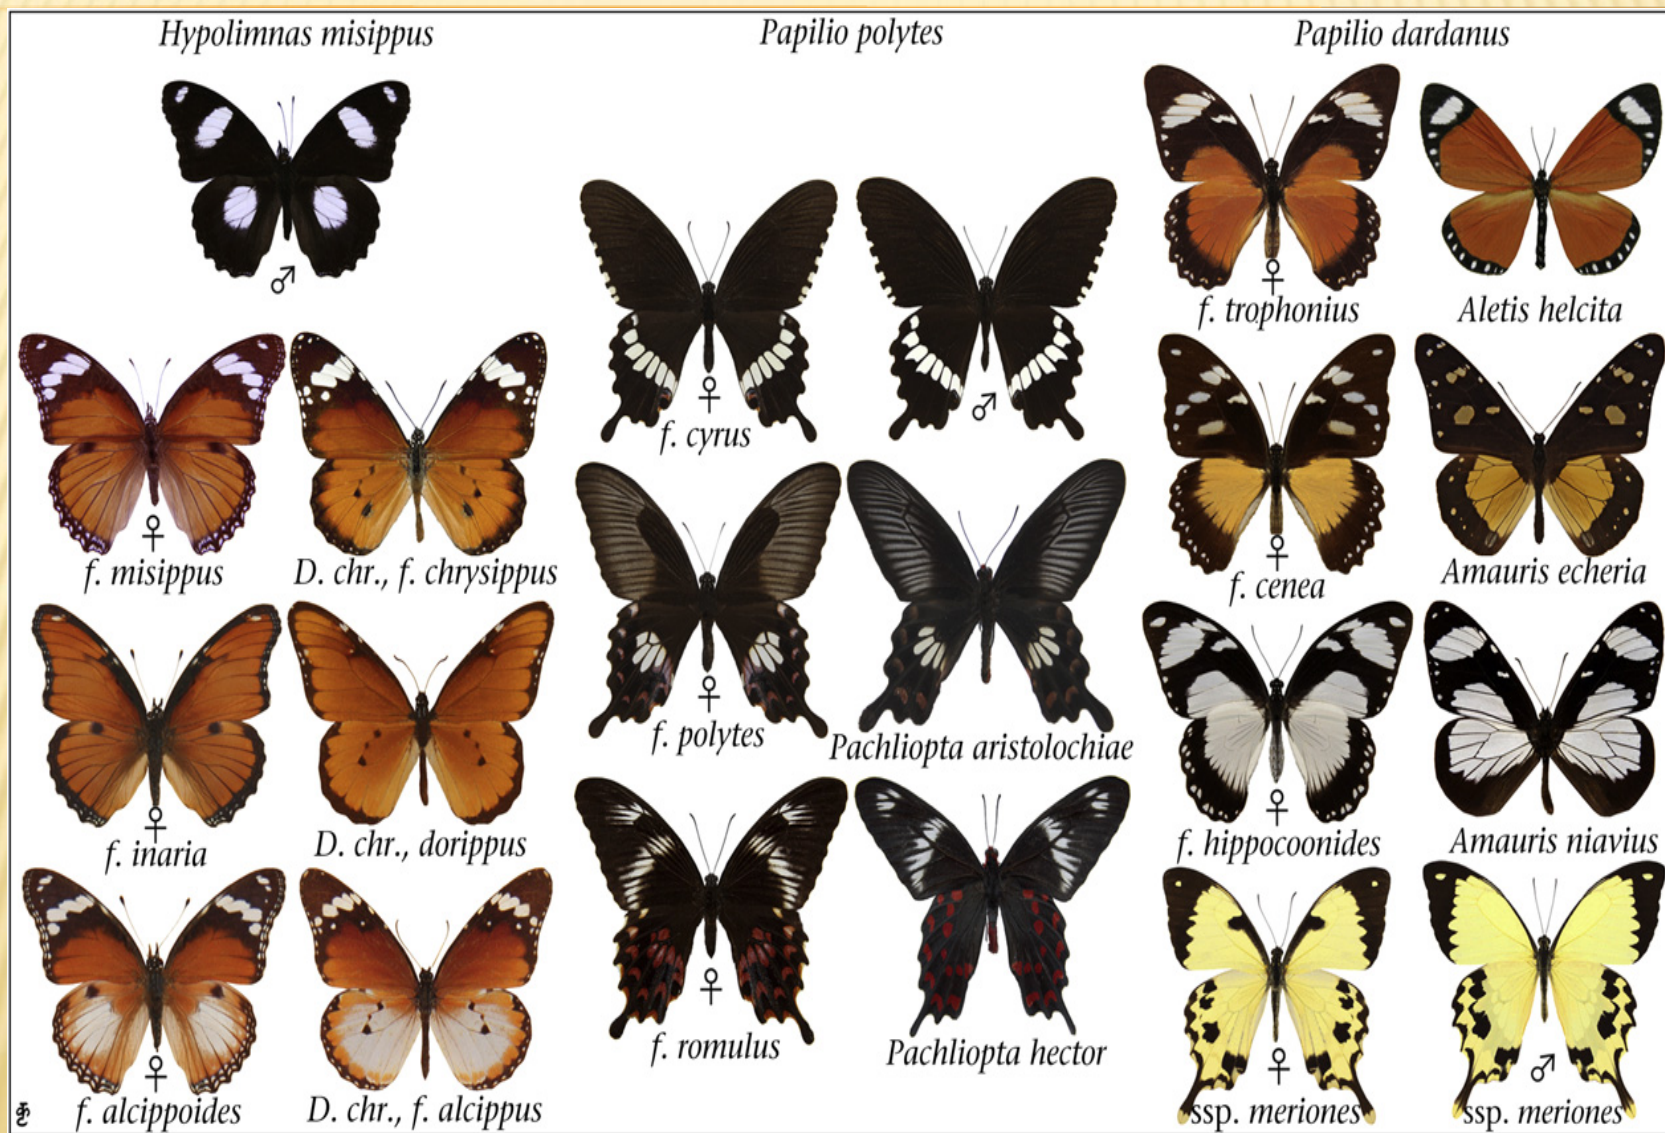 Hypolimnas misippus
Papilio polytes
Papilio dardanus
♂
♀
f. trophonius
Aletis helcita
♀
f. cyrus
♂
♀
f. misippus
D. chr., f. chrysippus
♀
f. cenea
Amauris echeria
♀
f. polytes
Pachliopta aristolochiae
♀
f. inaria
D. chr., dorippus
♀
f. hippocoonides
Amauris niavius
♀
f. romulus
Pachliopta hector
♀
f. alcippoides
D. chr., f. alcippus
♀
ssp. meriones
♂
ssp. meriones